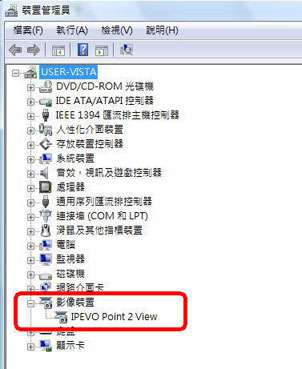 裝置管理員
檔案(F) 執行(A) 檢視(V) 說明(H)
USER-VISTA
DVD/CD-ROM 光碟機
IDE ATA/ATAPI 控制器
IEEE 1394 匯流排主機控制器
人性化介面裝置
存放裝置控制器
系統裝置
音效，視訊及遊戲控制器
處理器
通用序列匯流排控制器
連接埠 (COM 和 LPT)
滑鼠及其他指標裝置
電腦
監視器
磁碟機
網路介面卡
影像裝置
IPEVO Point 2 View
鍵盤
顯示卡